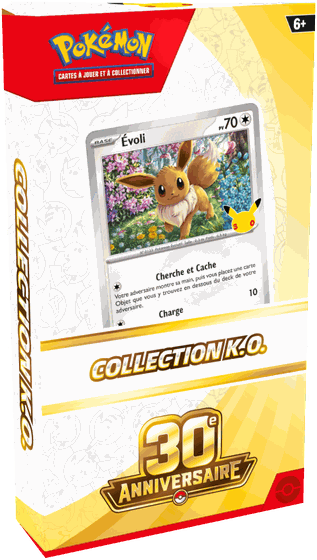 6+
Pokémon
CARTES À JOUER ET À COLLECTIONNER
BASE Évoli PV 70
Cherche et Cache
Votre adversaire montre sa main, puis vous placez une carte
Objet que vous y trouvez en dessous du deck de votre
adversaire.
Charge 10
COLLECTION K.O.
COLLECTION K.O.
30e
ANNIVERSAIRE